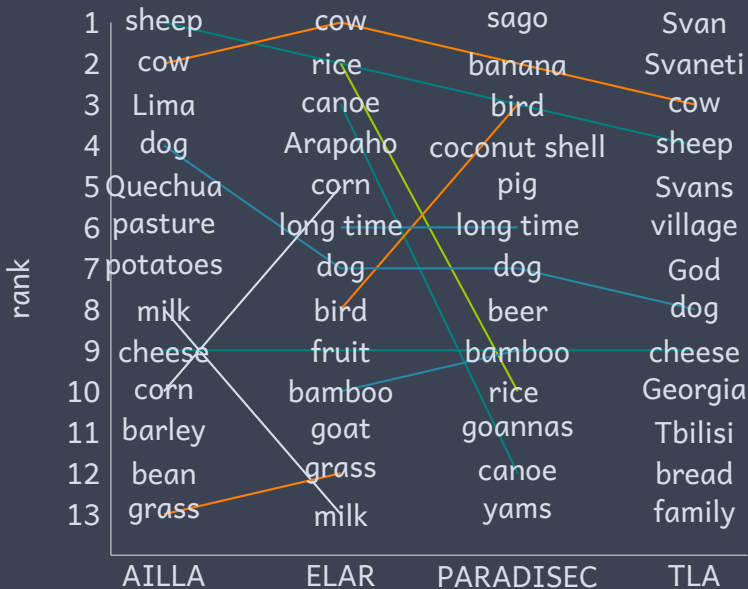 1 sheep cow sago Svan
2 cow rice banana Svaneti
3 Lima canoe bird cow
4 dog Arapaho coconut shell sheep
5 Quechua corn pig Svans
6 pasture long time long time village
7 potatoes dog dog God
8 milk bird beer dog
9 cheese fruit bamboo cheese
10 corn bamboo rice Georgia
11 barley goat goannas Tbilisi
12 bean grass canoe bread
13 grass milk yams family
rank
AILLA ELAR PARADISEC TLA